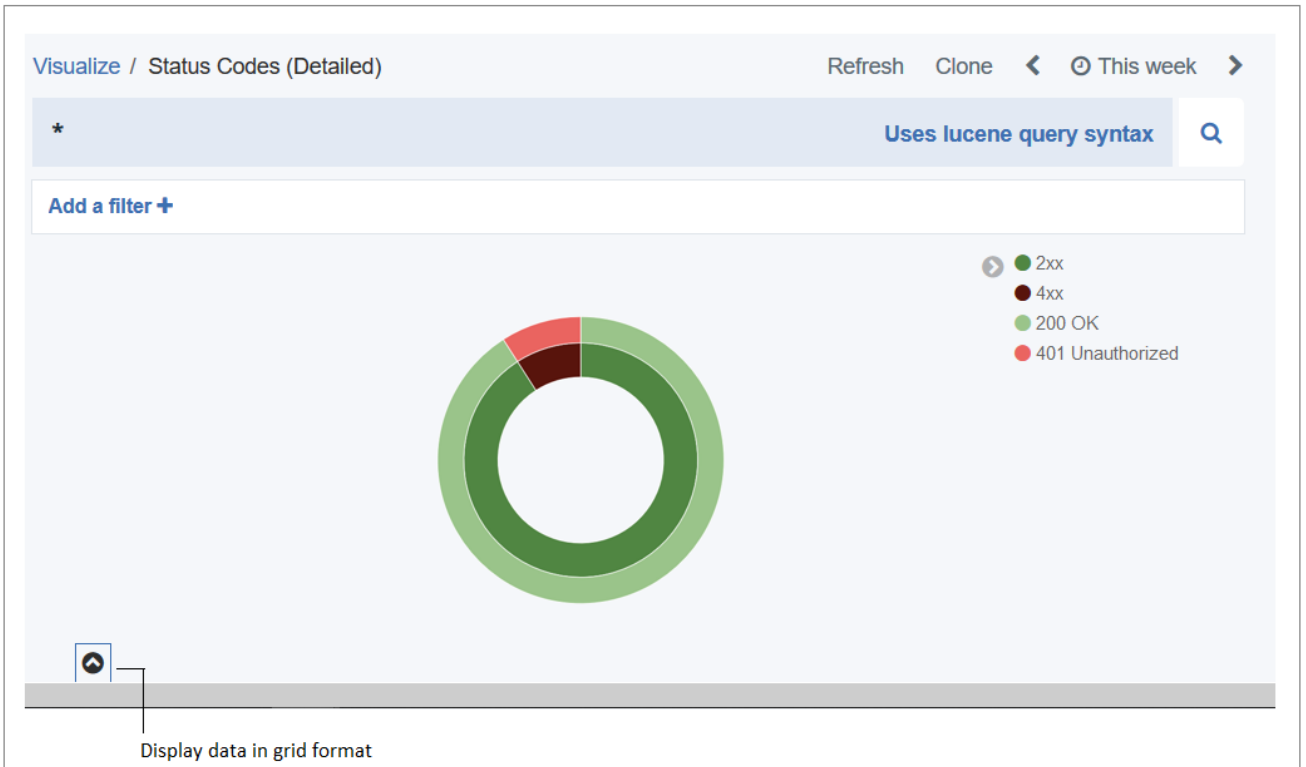 Visualize / Status Codes (Detailed) Refresh Clone This week
* Uses lucene query syntax
Add a filter +
2xx
4xx
200 OK
401 Unauthorized
Display data in grid format